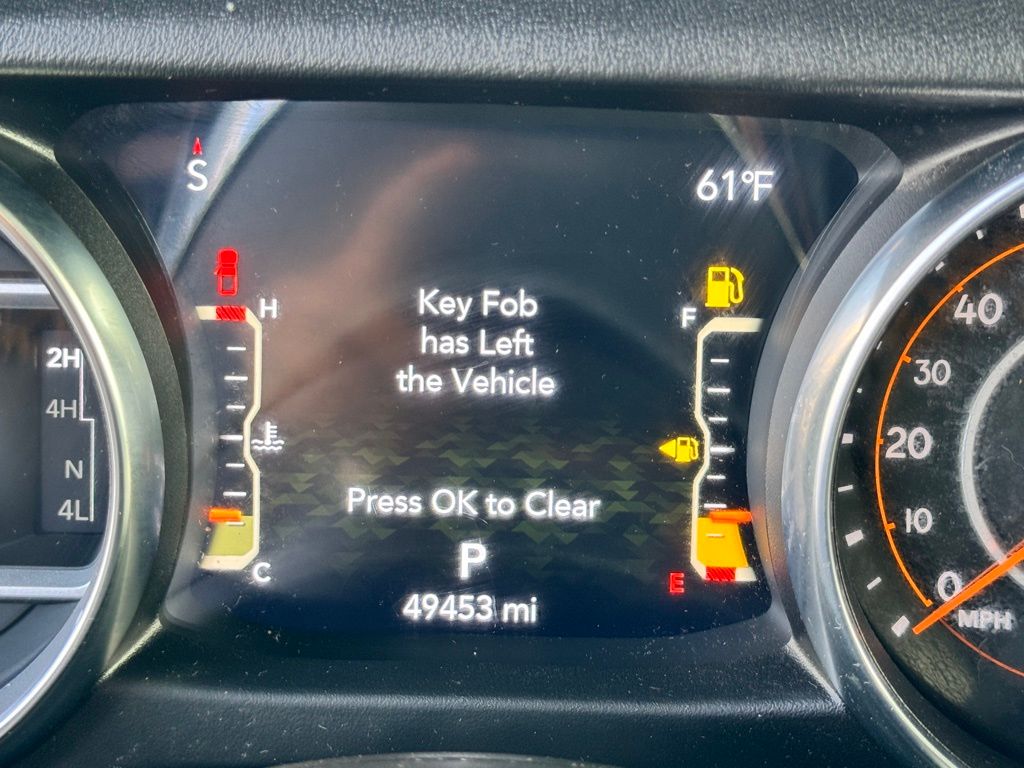 S
61°F
H
F
Key Fob
has Left
the Vehicle
2H
4H
N
4L
40
30
20
10
0
MPH
Press OK to Clear
C
E
P
49453 mi